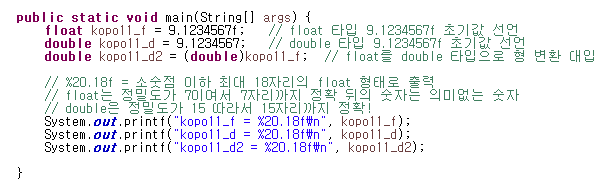 public static void main(String[] args) {
float kopo11_f = 9.1234567f; // float 타입 9.1234567f 초기값 선언
double kopo11_d = 9.1234567; // double 타입 9.1234567f 초기값 선언
double kopo11_d2 = (double)kopo11_f; // float를 double 타입으로 형 변환 대입
// %20.18f = 소숫점 이하 최대 18자리의 float 형태로 출력
// float는 정밀도가 7이여서 7자리까지 정확 뒤의 숫자는 의미없는 숫자
// double은 정밀도가 15 따라서 15자리까지 정확!
System.out.printf("kopo11_f = %20.18f₩n", kopo11_f);
System.out.printf("kopo11_d = %20.18f₩n", kopo11_d);
System.out.printf("kopo11_d2 = %20.18f₩n", kopo11_d2);
}